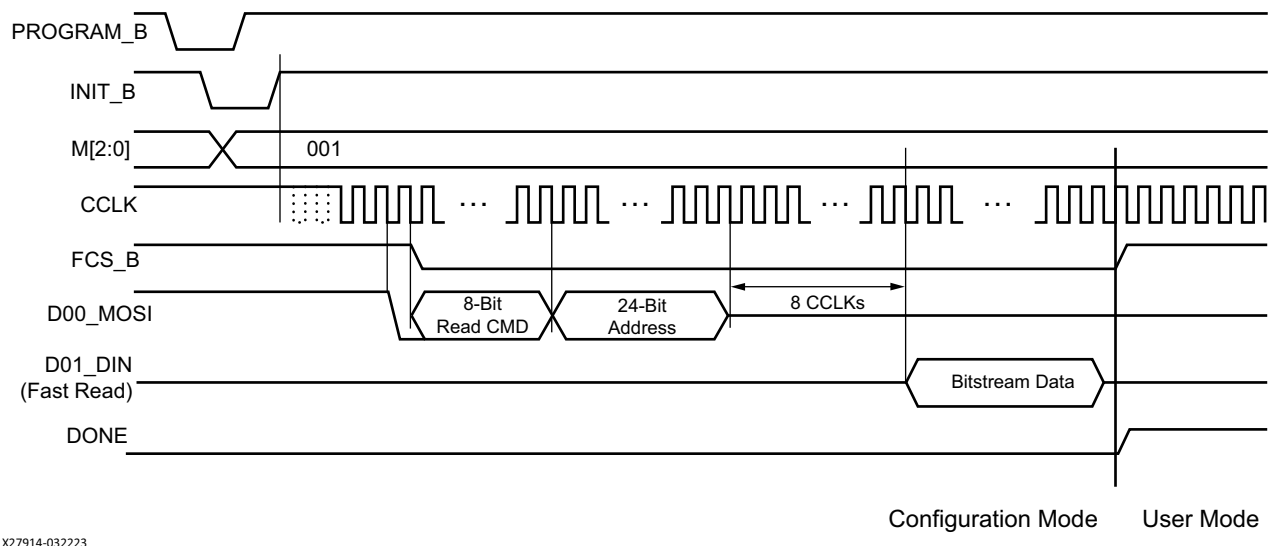 PROGRAM_B
INIT_B
M[2:0]
001
CCLK
...
...
...
...
FCS_B
D00_MOSI
8-Bit
Read CMD
24-Bit
Address
8 CCLKs
D01_DIN
(Fast Read)
Bitstream Data
DONE
Configuration Mode
User Mode
X27914-032223